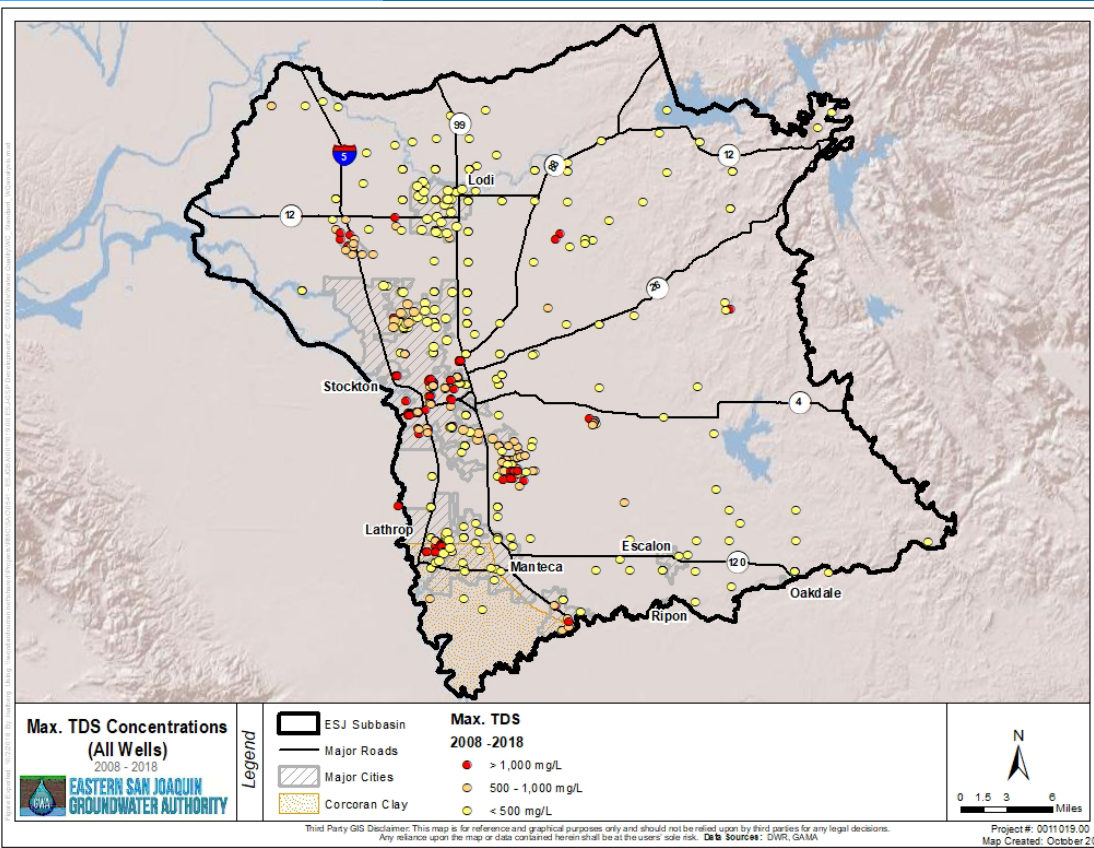 99
5
88
12
Lodi
12
26
Stockton
4
Lathrop
Escalon
120
Manteca
Oakdale
Ripon
Max. TDS Concentrations
(All Wells)
2008 - 2018
EASTERN SAN JOAQUIN
GROUNDWATER AUTHORITY
GWA
Legend
ESJ Subbasin
Major Roads
Major Cities
Corcoran Clay
Max. TDS
2008 -2018
> 1,000 mg/L
500 - 1,000 mg/L
< 500 mg/L
N
0 1.5 3 6
Miles
Third Party GIS Disclaimer: This map is for reference and graphical purposes only and should not be relied upon by third parties for any legal decisions.
Any reliance upon the map or data contained herein shall be at the users' sole risk. Data Sources: DWR, GAMA
Project #: 0011019.00
Map Created: October 20